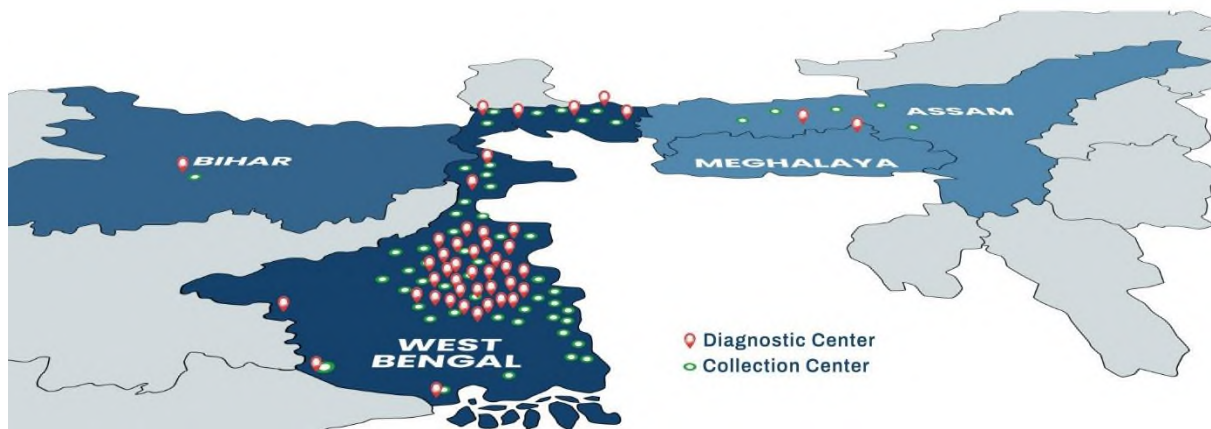 BIHAR
ASSAM
MEGHALAYA
WEST
BENGAL
Diagnostic Center
Collection Center